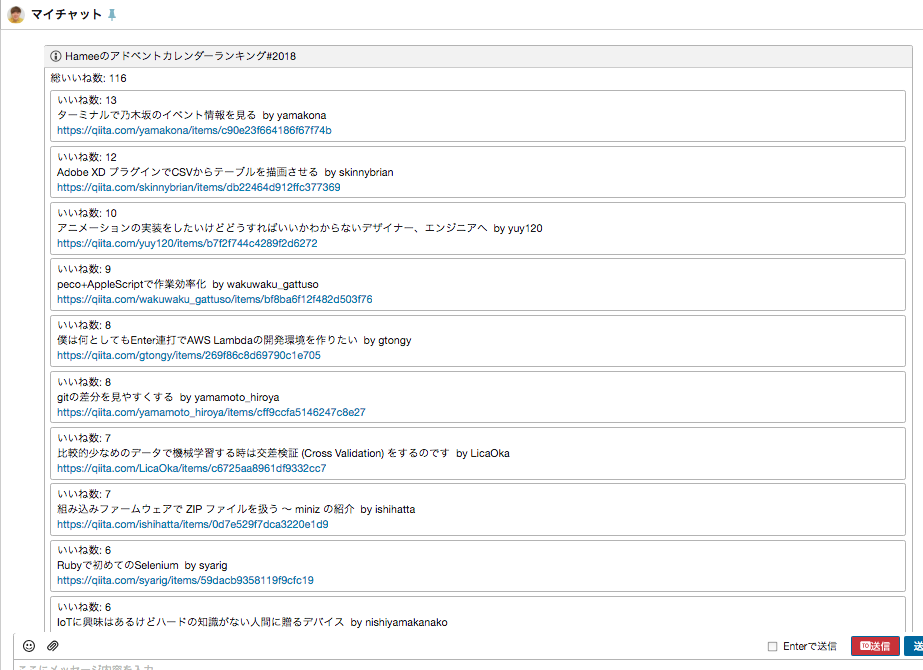 マイチャット
Hameeのアドベントカレンダーランキング#2018
総いいね数: 116
いいね数: 13
ターミナルで乃木坂のイベント情報を見る by yamakona
https://qiita.com/yamakona/items/c90e23f664186f67f74b
いいね数: 12
Adobe XD プラグインでCSVからテーブルを描画させる by skinnybrian
https://qiita.com/skinnybrian/items/db22464d912ffc377369
いいね数: 10
アニメーションの実装をしたいけどどうすればいいかわからないデザイナー、エンジニアへ by yuy120
https://qiita.com/yuy120/items/b7f2f744c4289f2d6272
いいね数: 9
peco+AppleScriptで作業効率化 by wakuwaku_gattuso
https://qiita.com/wakuwaku_gattuso/items/bf8ba6f12f482d503f76
いいね数: 8
僕は何としてもEnter連打でAWS Lambdaの開発環境を作りたい by gtongy
https://qiita.com/gtongy/items/269f86c8d69790c1e705
いいね数: 8
gitの差分を見やすくする by yamamoto_hiroya
https://qiita.com/yamamoto_hiroya/items/cff9ccfa5146247c8e27
いいね数: 7
比較的少なめのデータで機械学習する時は交差検証 (Cross Validation) をするのです by LicaOka
https://qiita.com/LicaOka/items/c6725aa8961df9332cc7
いいね数: 7
組み込みファームウェアで ZIP ファイルを扱う 〜 miniz の紹介 by ishihatta
https://qiita.com/ishihatta/items/0d7e529f7dca3220e1d9
いいね数: 6
Rubyで初めてのSelenium by syarig
https://qiita.com/syarig/items/59dacb9358119f9cfc19
いいね数: 6
IoTに興味はあるけどハードの知識がない人間に贈るデバイス by nishiyamakanako
Enterで送信 TO送信 送
ここにメッセージ内容を入力